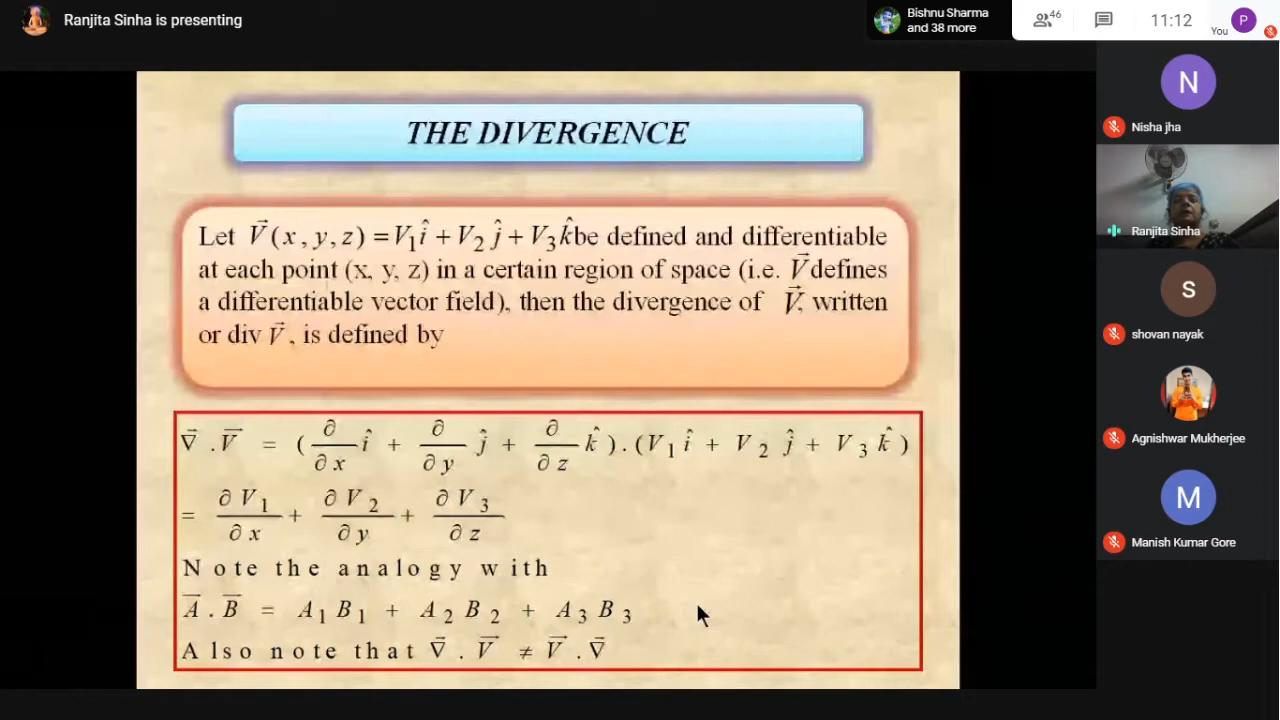 Ranjita Sinha is presenting
Bishnu Sharma
and 38 more
46
11:12
You
P
THE DIVERGENCE
Let V⃗(x,y,z) = V₁î + V₂ĵ + V₃k̂ be defined and differentiable
at each point (x, y, z) in a certain region of space (i.e. V⃗ defines
a differentiable vector field), then the divergence of V⃗, written
or div V⃗, is defined by
∇⃗ . V⃗ = (∂/∂x î + ∂/∂y ĵ + ∂/∂z k̂) . (V₁ î + V₂ ĵ + V₃ k̂)
= ∂V₁/∂x + ∂V₂/∂y + ∂V₃/∂z
Note the analogy with
A⃗ . B⃗ = A₁B₁ + A₂B₂ + A₃B₃
Also note that ∇⃗ . V⃗ ≠ V⃗ . ∇⃗
N
Nisha jha
Ranjita Sinha
S
shovan nayak
Agnishwar Mukherjee
M
Manish Kumar Gore